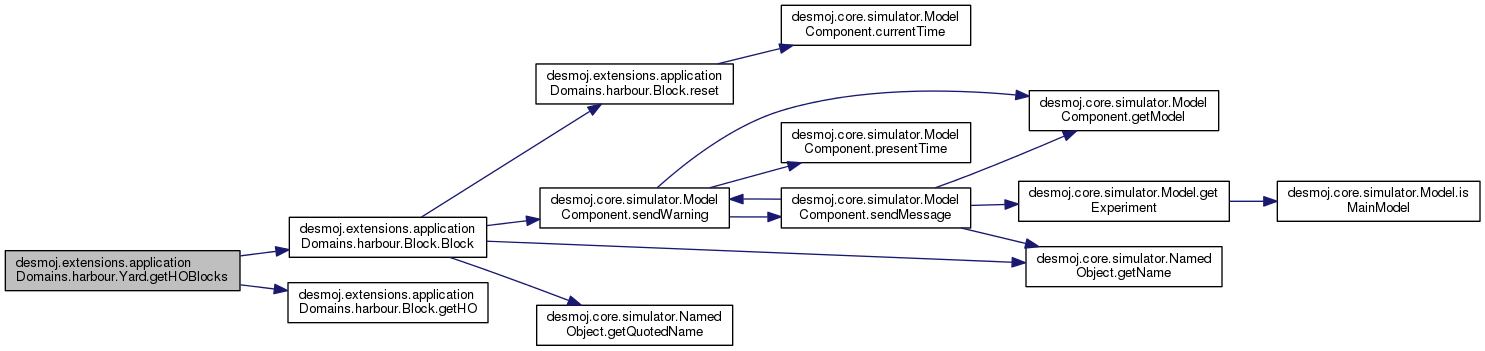 desmoj.extensions.application
Domains.harbour.Yard.getHOBlocks
desmoj.extensions.application
Domains.harbour.Block.Block
desmoj.extensions.application
Domains.harbour.Block.getHO
desmoj.extensions.application
Domains.harbour.Block.reset
desmoj.core.simulator.Model
Component.sendWarning
desmoj.core.simulator.Named
Object.getQuotedName
desmoj.core.simulator.Model
Component.currentTime
desmoj.core.simulator.Model
Component.presentTime
desmoj.core.simulator.Model
Component.sendMessage
desmoj.core.simulator.Model
Component.getModel
desmoj.core.simulator.Model.get
Experiment
desmoj.core.simulator.Named
Object.getName
desmoj.core.simulator.Model.is
MainModel